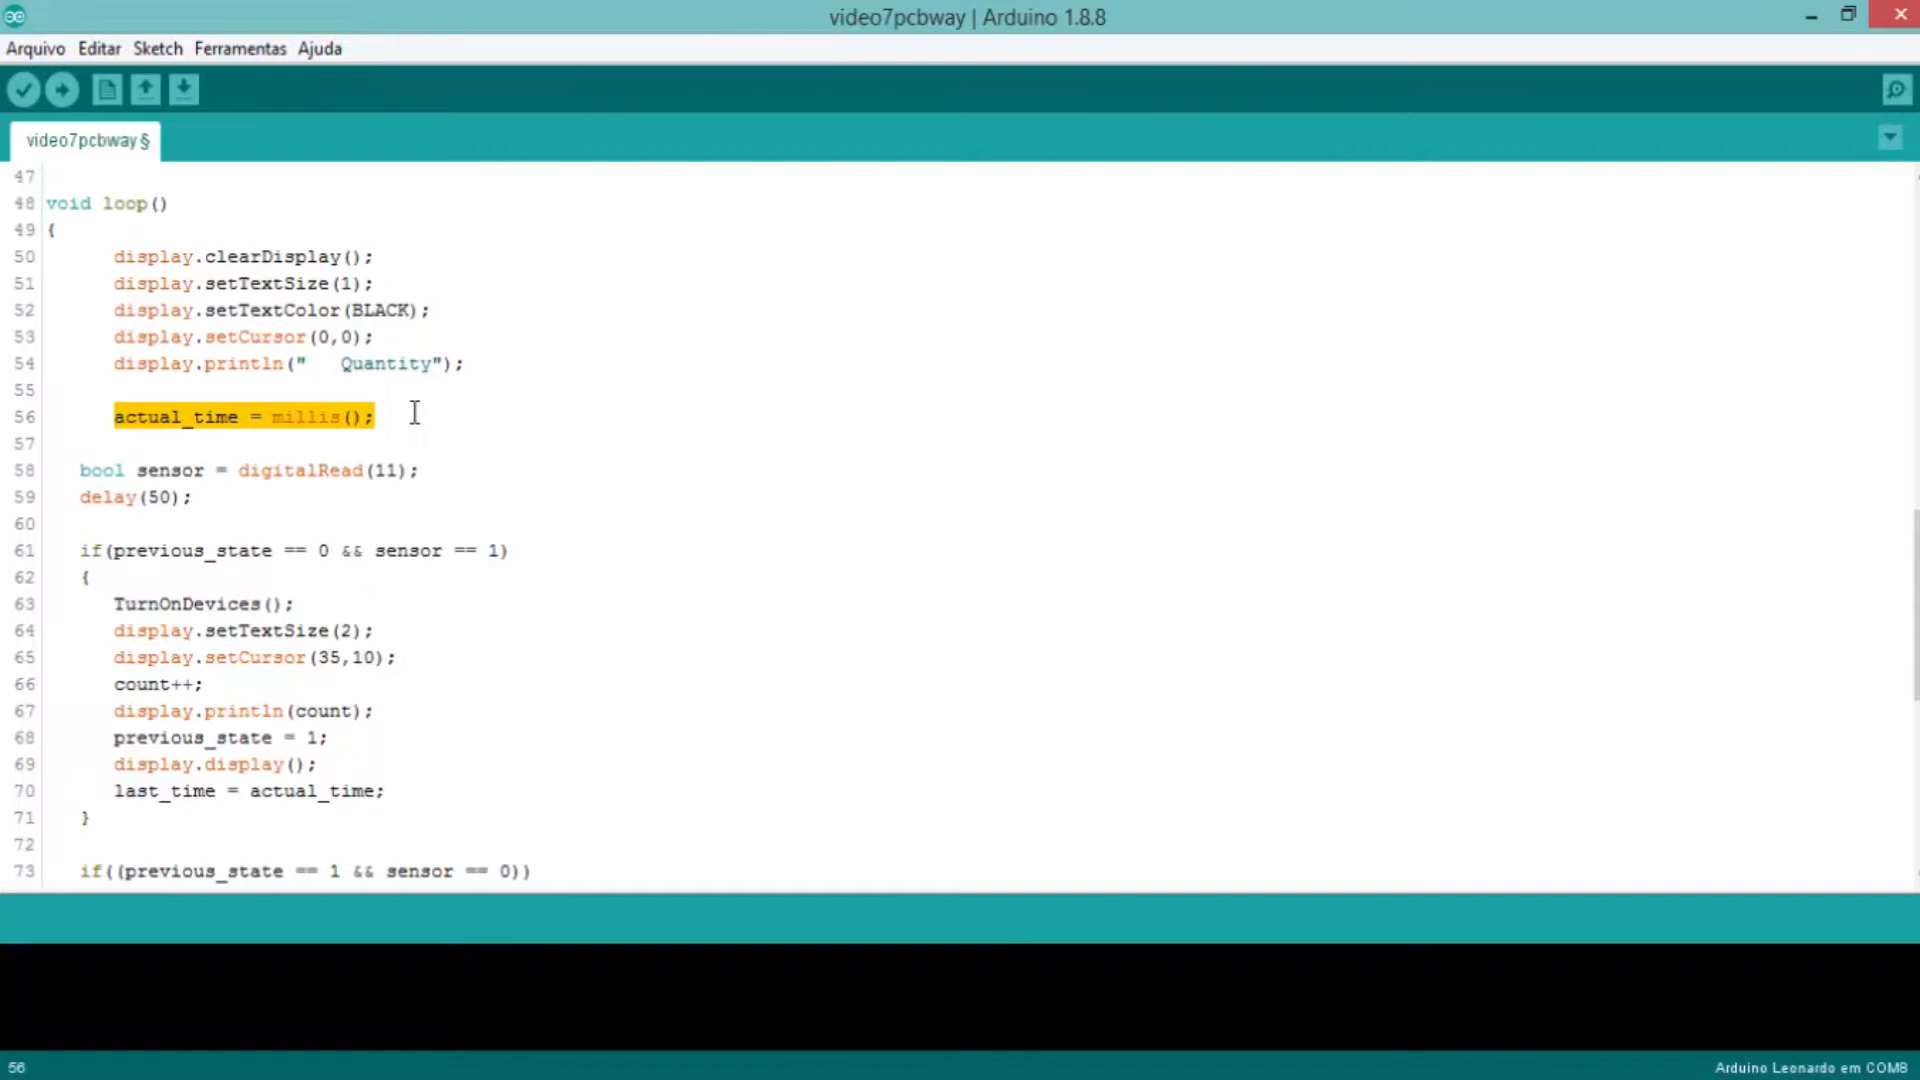 video7pcbway | Arduino 1.8.8
Arquivo Editar Sketch Ferramentas Ajuda
video7pcbway §
47
48 void loop()
49 {
50 display.clearDisplay();
51 display.setTextSize(1);
52 display.setTextColor(BLACK);
53 display.setCursor(0,0);
54 display.println("   Quantity");
55
56 actual_time = millis();
57
58 bool sensor = digitalRead(11);
59 delay(50);
60
61 if(previous_state == 0 && sensor == 1)
62 {
63 TurnOnDevices();
64 display.setTextSize(2);
65 display.setCursor(35,10);
66 count++;
67 display.println(count);
68 previous_state = 1;
69 display.display();
70 last_time = actual_time;
71 }
72
73 if((previous_state == 1 && sensor == 0))
56
Arduino Leonardo em COM8